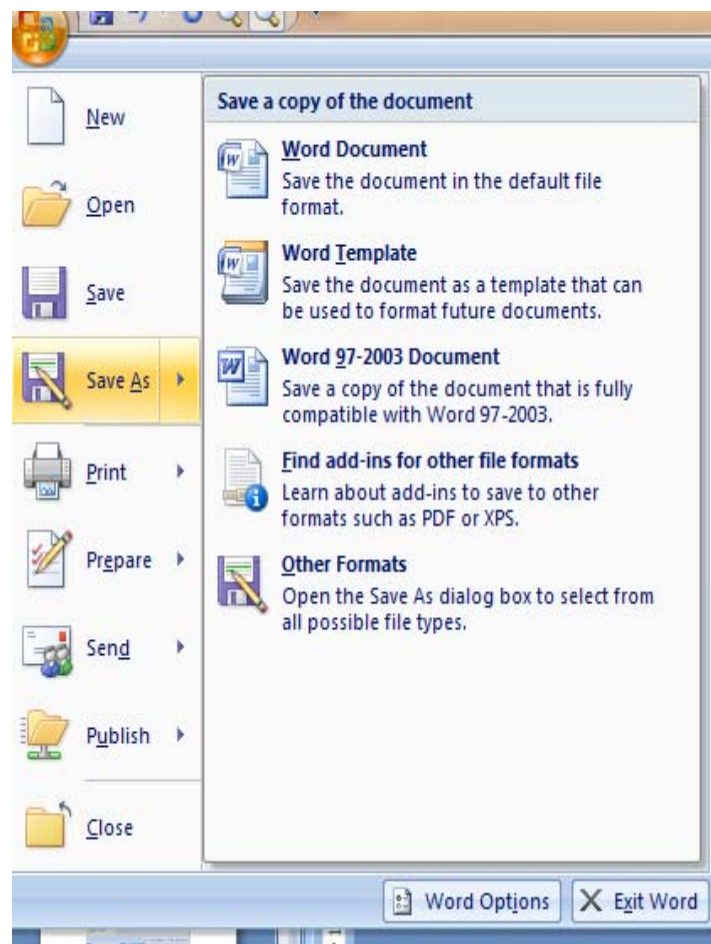 New
Open
Save
Save As
Print
Prepare
Send
Publish
Close
Save a copy of the document
Word Document
Save the document in the default file
format.
Word Template
Save the document as a template that can
be used to format future documents.
Word 97-2003 Document
Save a copy of the document that is fully
compatible with Word 97-2003.
Find add-ins for other file formats
Learn about add-ins to save to other
formats such as PDF or XPS.
Other Formats
Open the Save As dialog box to select from
all possible file types.
Word Options
Exit Word